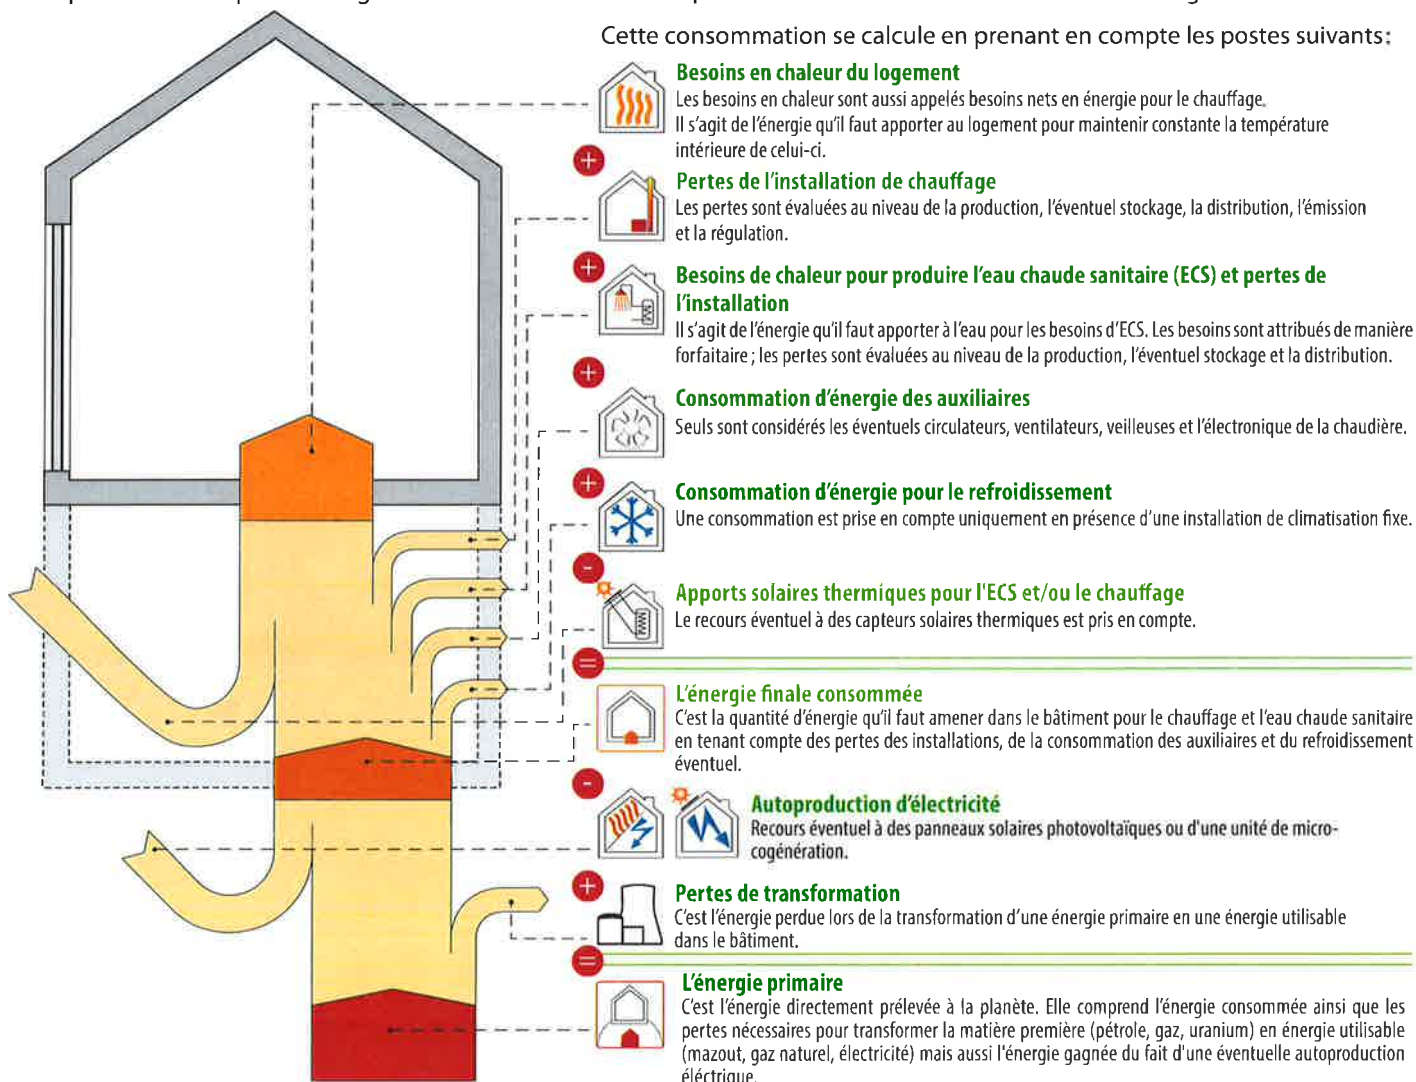 Cette consommation se calcule en prenant en compte les postes suivants:
Besoins en chaleur du logement
Les besoins en chaleur sont aussi appelés besoins nets en énergie pour le chauffage.
Il s'agit de l'énergie qu'il faut apporter au logement pour maintenir constante la température
intérieure de celui-ci.
+
Pertes de l'installation de chauffage
Les pertes sont évaluées au niveau de la production, l'éventuel stockage, la distribution, l'émission
et la régulation.
+
Besoins de chaleur pour produire l'eau chaude sanitaire (ECS) et pertes de
l'installation
Il s'agit de l'énergie qu'il faut apporter à l'eau pour les besoins d'ECS. Les besoins sont attribués de manière
forfaitaire ; les pertes sont évaluées au niveau de la production, l'éventuel stockage et la distribution.
+
Consommation d'énergie des auxiliaires
Seuls sont considérés les éventuels circulateurs, ventilateurs, veilleuses et l'électronique de la chaudière.
+
Consommation d'énergie pour le refroidissement
Une consommation est prise en compte uniquement en présence d'une installation de climatisation fixe.
-
Apports solaires thermiques pour l'ECS et/ou le chauffage
Le recours éventuel à des capteurs solaires thermiques est pris en compte.
=
L'énergie finale consommée
C'est la quantité d'énergie qu'il faut amener dans le bâtiment pour le chauffage et l'eau chaude sanitaire
en tenant compte des pertes des installations, de la consommation des auxiliaires et du refroidissement
éventuel.
-
Autoproduction d'électricité
Recours éventuel à des panneaux solaires photovoltaïques ou d'une unité de micro-
cogénération.
+
Pertes de transformation
C'est l'énergie perdue lors de la transformation d'une énergie primaire en une énergie utilisable
dans le bâtiment.
=
L'énergie primaire
C'est l'énergie directement prélevée à la planète. Elle comprend l'énergie consommée ainsi que les
pertes nécessaires pour transformer la matière première (pétrole, gaz, uranium) en énergie utilisable
(mazout, gaz naturel, électricité) mais aussi l'énergie gagnée du fait d'une éventuelle autoproduction
éléctrique.